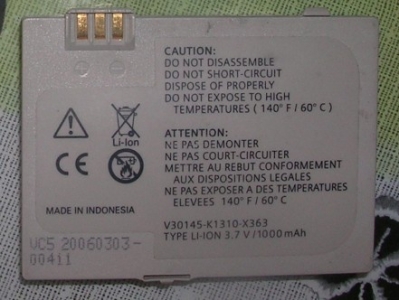 CAUTION:
DO NOT DISASSEMBLE
DO NOT SHORT-CIRCUIT
DISPOSE OF PROPERLY
DO NOT EXPOSE TO HIGH
TEMPERATURES ( 140° F / 60° C )
Li-Ion
ATTENTION:
NE PAS DEMONTER
NE PAS COURT-CIRCUITER
METTRE AU REBUT CONFORMEMENT
AUX DISPOSITIONS LEGALES
NE PAS EXPOSER A DES TEMPERATURES
ELEVEES 140° F / 60° C )
CE
MADE IN INDONESIA
V30145-K1310-X363
TYPE LI-ION 3.7 V/1000mAh
VC5 20060303-
00411